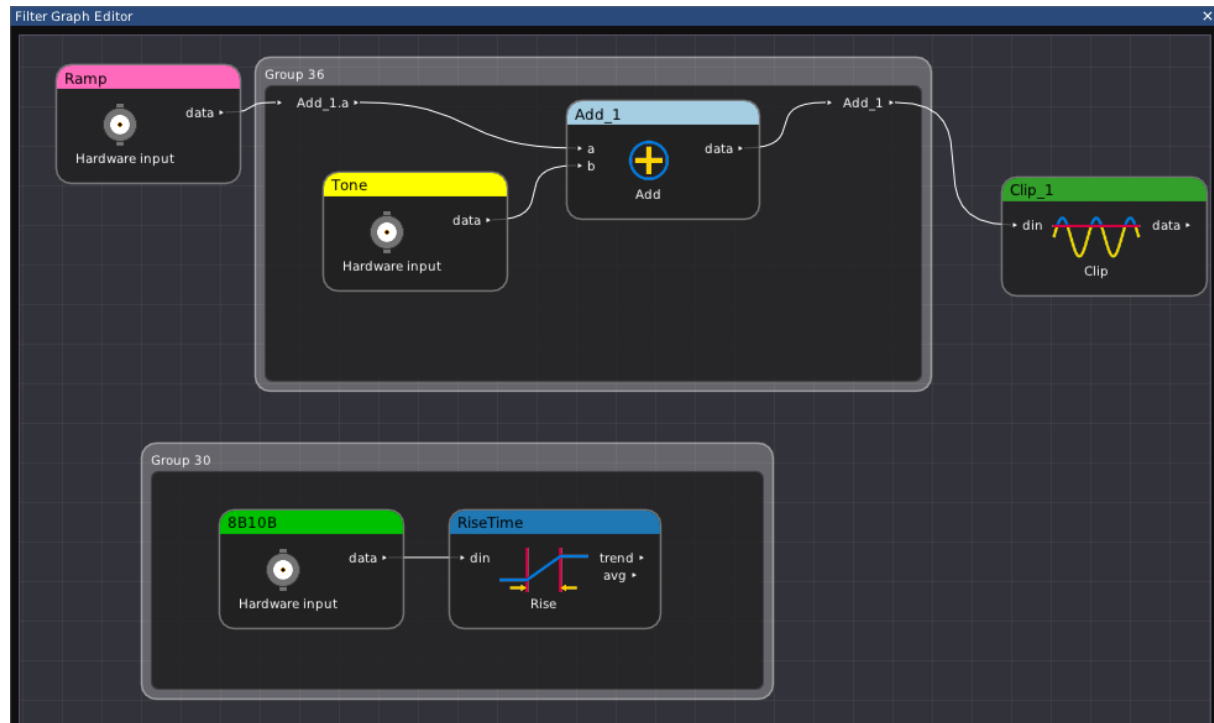 Filter Graph Editor
Ramp
data
Hardware input
Group 36
Add_1.a
Add_1
a
b
data
Add
Add_1
Tone
data
Hardware input
Clip_1
din
data
Clip
Group 30
8B10B
data
Hardware input
RiseTime
din
trend
avg
Rise